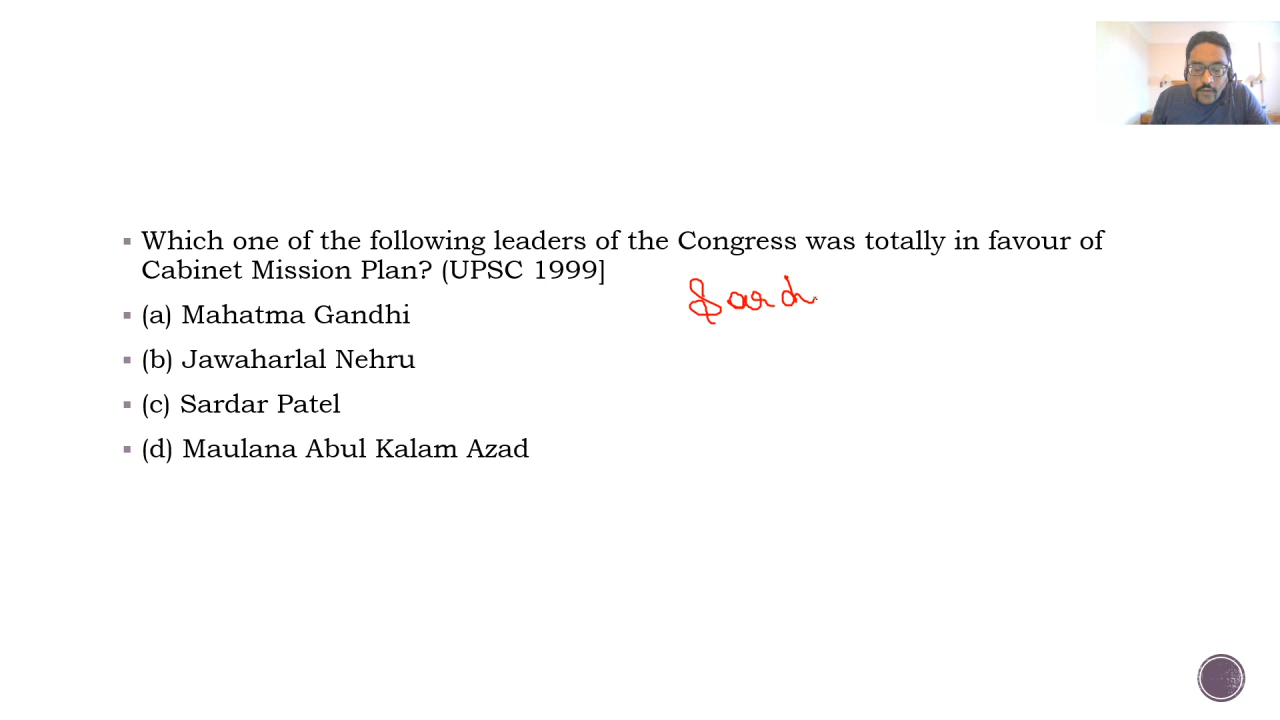 Which one of the following leaders of the Congress was totally in favour of
Cabinet Mission Plan? (UPSC 1999]
Sard
(a) Mahatma Gandhi
(b) Jawaharlal Nehru
(c) Sardar Patel
(d) Maulana Abul Kalam Azad